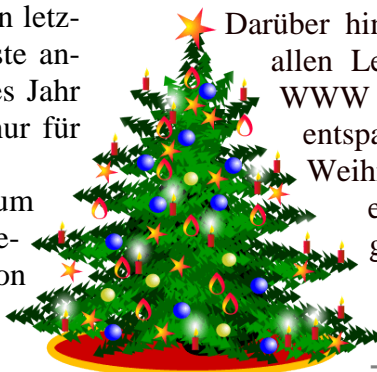 n letz-
ste an-
es Jahr
nur für
um
e-
on
Darüber hin
allen Le
WWW
entspa
Weih
e
g